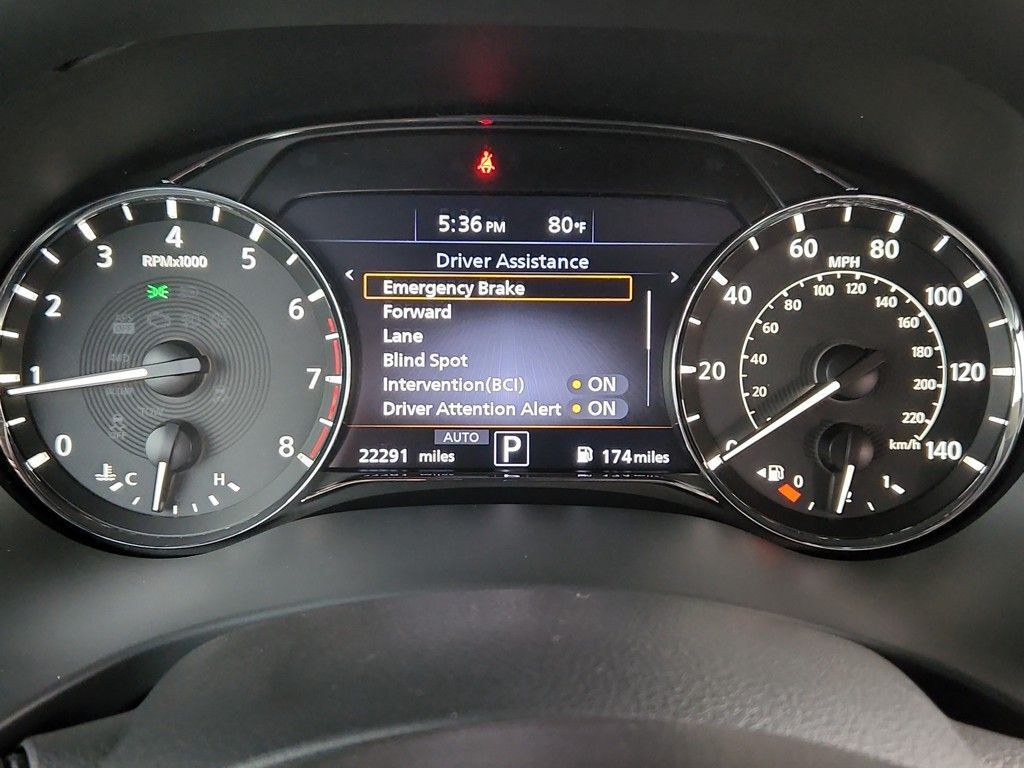 5:36 PM 80°F
Driver Assistance
Emergency Brake
Forward
Lane
Blind Spot
Intervention(BCI) ON
Driver Attention Alert ON
AUTO
22291 miles P 174 miles
RPMx1000
0
1
2
3
4
5
6
7
8
C H
MPH
0
20
40
60
80
100
120
140
20
40
60
80
100
120
140
160
180
200
220
km/h
0 1